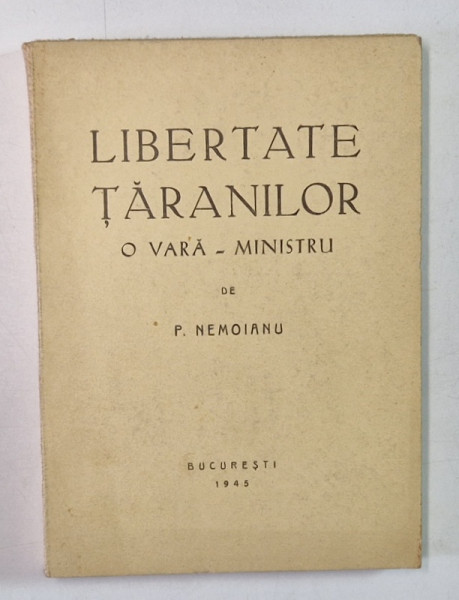 LIBERTATE
ȚĂRANILOR
O VARĂ - MINISTRU
DE
P. NEMOIANU
BUCUREȘTI
1945